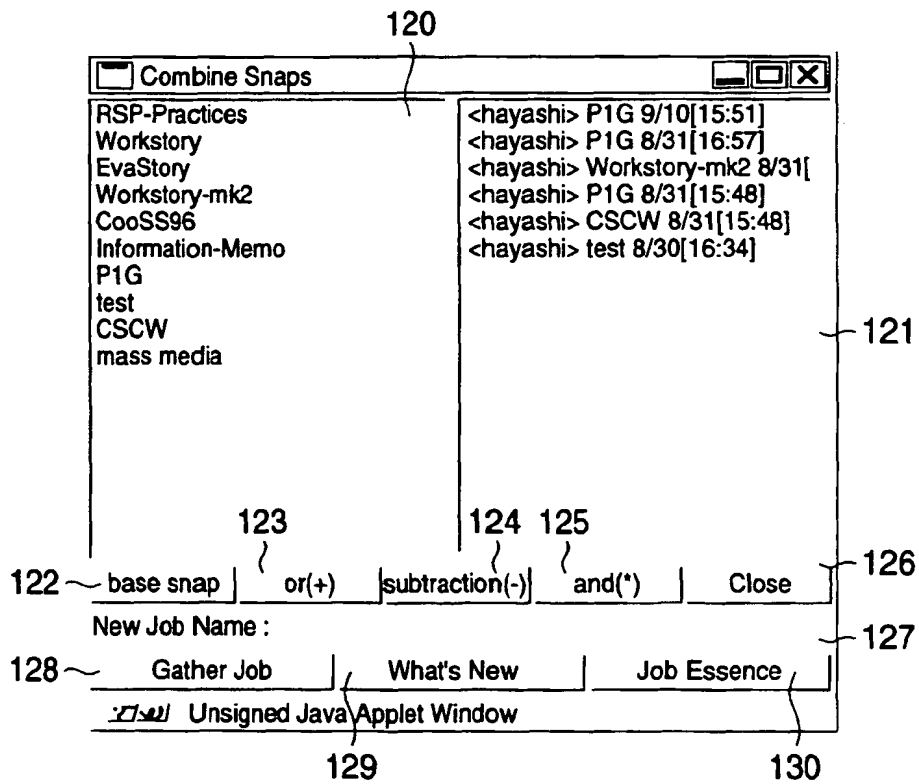 120
Combine Snaps
RSP-Practices
Workstory
EvaStory
Workstory-mk2
CooSS96
Information-Memo
P1G
test
CSCW
mass media
<hayashi> P1G 9/10[15:51]
<hayashi> P1G 8/31[16:57]
<hayashi> Workstory-mk2 8/31[
<hayashi> P1G 8/31[15:48]
<hayashi> CSCW 8/31[15:48]
<hayashi> test 8/30[16:34]
121
123 124 125
122 base snap or(+) subtraction(-) and(*) Close 126
New Job Name : 127
128 Gather Job What's New Job Essence
Unsigned Java Applet Window
129 130